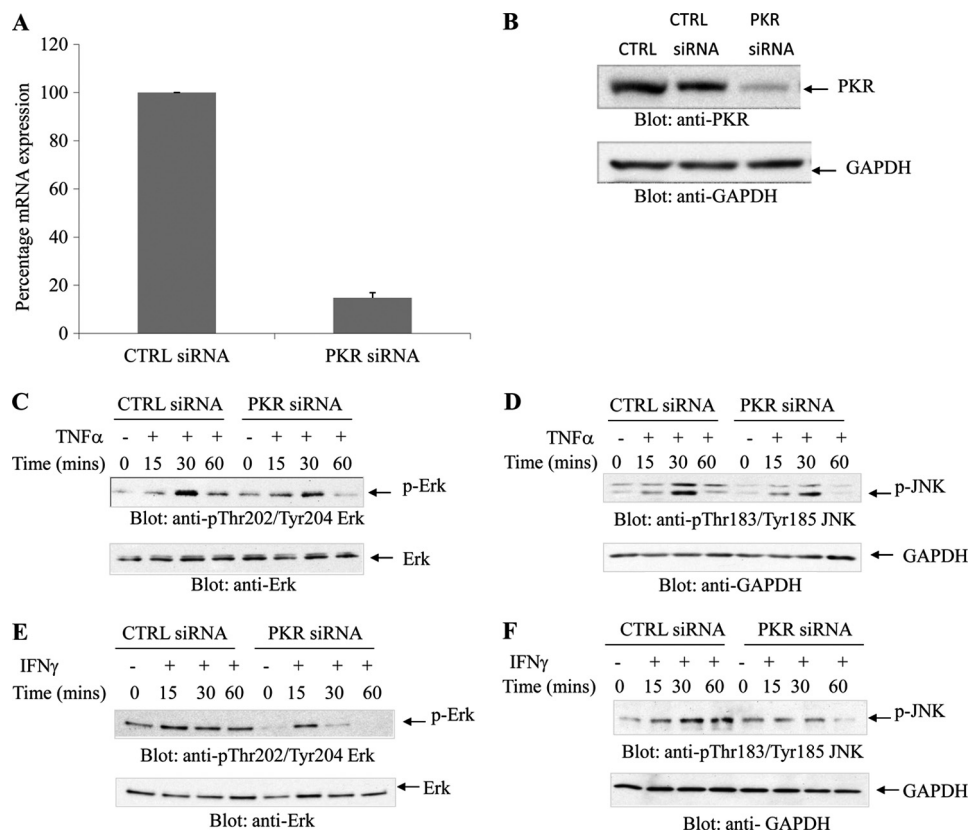 A
120
100
80
60
40
20
0
Percentage mRNA expression
CTRL siRNA PKR siRNA
B
CTRL PKR
CTRL siRNA siRNA
PKR
Blot: anti-PKR
GAPDH
Blot: anti-GAPDH
C
CTRL siRNA PKR siRNA
TNFα - + + + - + + +
Time (mins) 0 15 30 60 0 15 30 60
p-Erk
Blot: anti-pThr202/Tyr204 Erk
Erk
Blot: anti-Erk
D
CTRL siRNA PKR siRNA
TNFα - + + + - + + +
Time (mins) 0 15 30 60 0 15 30 60
p-JNK
Blot: anti-pThr183/Tyr185 JNK
GAPDH
Blot: anti-GAPDH
E
CTRL siRNA PKR siRNA
IFNγ - + + + - + + +
Time (mins) 0 15 30 60 0 15 30 60
p-Erk
Blot: anti-pThr202/Tyr204 Erk
Erk
Blot: anti-Erk
F
CTRL siRNA PKR siRNA
IFNγ - + + + - + + +
Time (mins) 0 15 30 60 0 15 30 60
p-JNK
Blot: anti-pThr183/Tyr185 JNK
GAPDH
Blot: anti- GAPDH